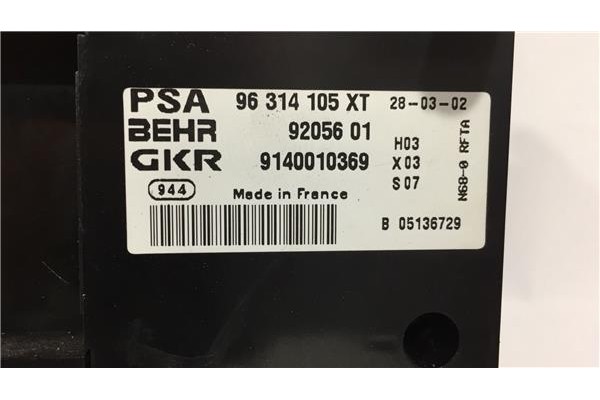 PSA 96 314 105 XT 28-03-02
BEHR 92056 01 H03
GKR 9140010369 X03
S07
N68-0 RFTA
944 Made in France
B 05136729